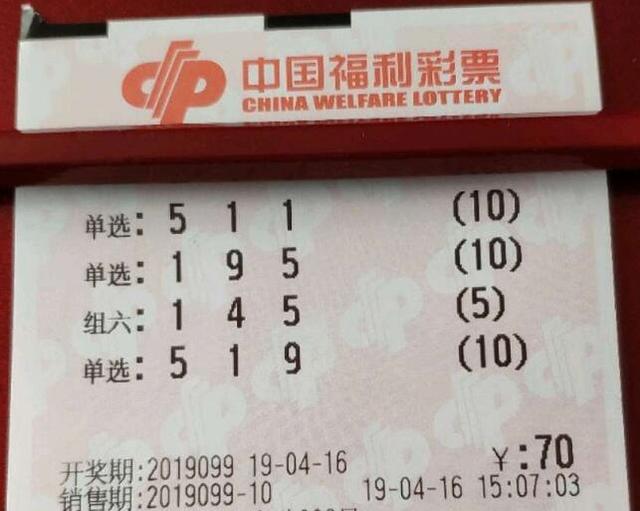 中国福利彩票
CHINA WELFARE LOTTERY
单选: 5 1 1 (10)
单选: 1 9 5 (10)
组六: 1 4 5 (5)
单选: 5 1 9 (10)
开奖期:2019099 19-04-16 ¥:70
销售期:2019099-10 19-04-16 15:07:03